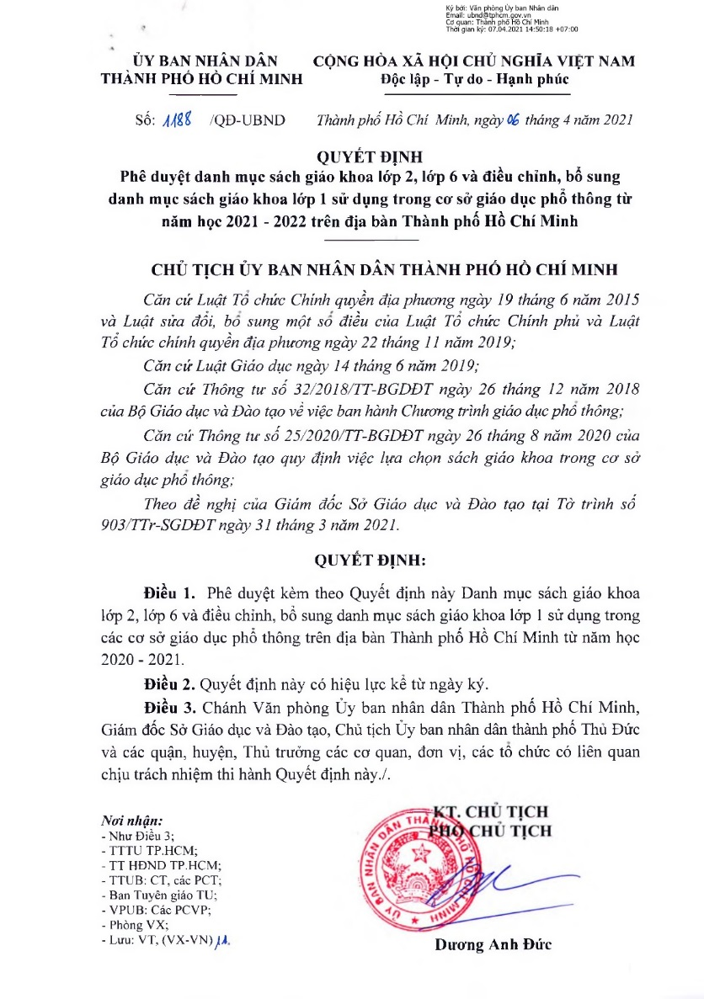 Ký bởi: Văn phòng Ủy ban Nhân dân
Email: ubnd@tphcm.gov.vn
Cơ quan: Thành phố Hồ Chí Minh
Thời gian ký: 07.04.2021 14:50:18 +07:00
ỦY BAN NHÂN DÂN
THÀNH PHỐ HỒ CHÍ MINH
CỘNG HÒA XÃ HỘI CHỦ NGHĨA VIỆT NAM
Độc lập - Tự do - Hạnh phúc
Số: 1188 /QĐ-UBND
Thành phố Hồ Chí Minh, ngày 06 tháng 4 năm 2021
QUYẾT ĐỊNH
Phê duyệt danh mục sách giáo khoa lớp 2, lớp 6 và điều chỉnh, bổ sung
danh mục sách giáo khoa lớp 1 sử dụng trong cơ sở giáo dục phổ thông từ
năm học 2021 - 2022 trên địa bàn Thành phố Hồ Chí Minh
CHỦ TỊCH ỦY BAN NHÂN DÂN THÀNH PHỐ HỒ CHÍ MINH
Căn cứ Luật Tổ chức Chính quyền địa phương ngày 19 tháng 6 năm 2015
và Luật sửa đổi, bổ sung một số điều của Luật Tổ chức Chính phủ và Luật
Tổ chức chính quyền địa phương ngày 22 tháng 11 năm 2019;
Căn cứ Luật Giáo dục ngày 14 tháng 6 năm 2019;
Căn cứ Thông tư số 32/2018/TT-BGDĐT ngày 26 tháng 12 năm 2018
của Bộ Giáo dục và Đào tạo về việc ban hành Chương trình giáo dục phổ thông;
Căn cứ Thông tư số 25/2020/TT-BGDĐT ngày 26 tháng 8 năm 2020 của
Bộ Giáo dục và Đào tạo quy định việc lựa chọn sách giáo khoa trong cơ sở
giáo dục phổ thông;
Theo đề nghị của Giám đốc Sở Giáo dục và Đào tạo tại Tờ trình số
903/TTr-SGDĐT ngày 31 tháng 3 năm 2021.
QUYẾT ĐỊNH:
Điều 1. Phê duyệt kèm theo Quyết định này Danh mục sách giáo khoa
lớp 2, lớp 6 và điều chỉnh, bổ sung danh mục sách giáo khoa lớp 1 sử dụng trong
các cơ sở giáo dục phổ thông trên địa bàn Thành phố Hồ Chí Minh từ năm học
2020 - 2021.
Điều 2. Quyết định này có hiệu lực kể từ ngày ký.
Điều 3. Chánh Văn phòng Ủy ban nhân dân Thành phố Hồ Chí Minh,
Giám đốc Sở Giáo dục và Đào tạo, Chủ tịch Ủy ban nhân dân thành phố Thủ Đức
và các quận, huyện, Thủ trưởng các cơ quan, đơn vị, các tổ chức có liên quan
chịu trách nhiệm thi hành Quyết định này./.
Nơi nhận:
- Như Điều 3;
- TTTU TP.HCM;
- TT HĐND TP.HCM;
- TTUB: CT, các PCT;
- Ban Tuyên giáo TU;
- VPUB: Các PCVP;
- Phòng VX;
- Lưu: VT, (VX-VN)
KT. CHỦ TỊCH
PHÓ CHỦ TỊCH
ỦY BAN NHÂN DÂN THÀNH PHỐ HỒ CHÍ MINH
Dương Anh Đức